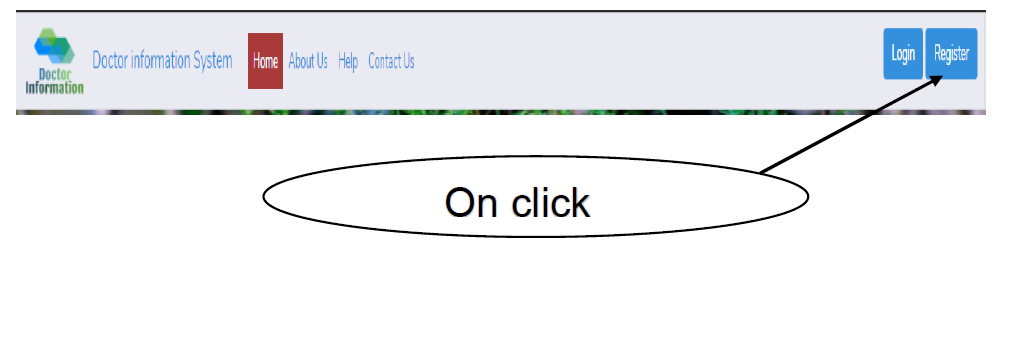 Doctor
Information
Doctor information System Home About Us Help Contact Us Login Register
On click